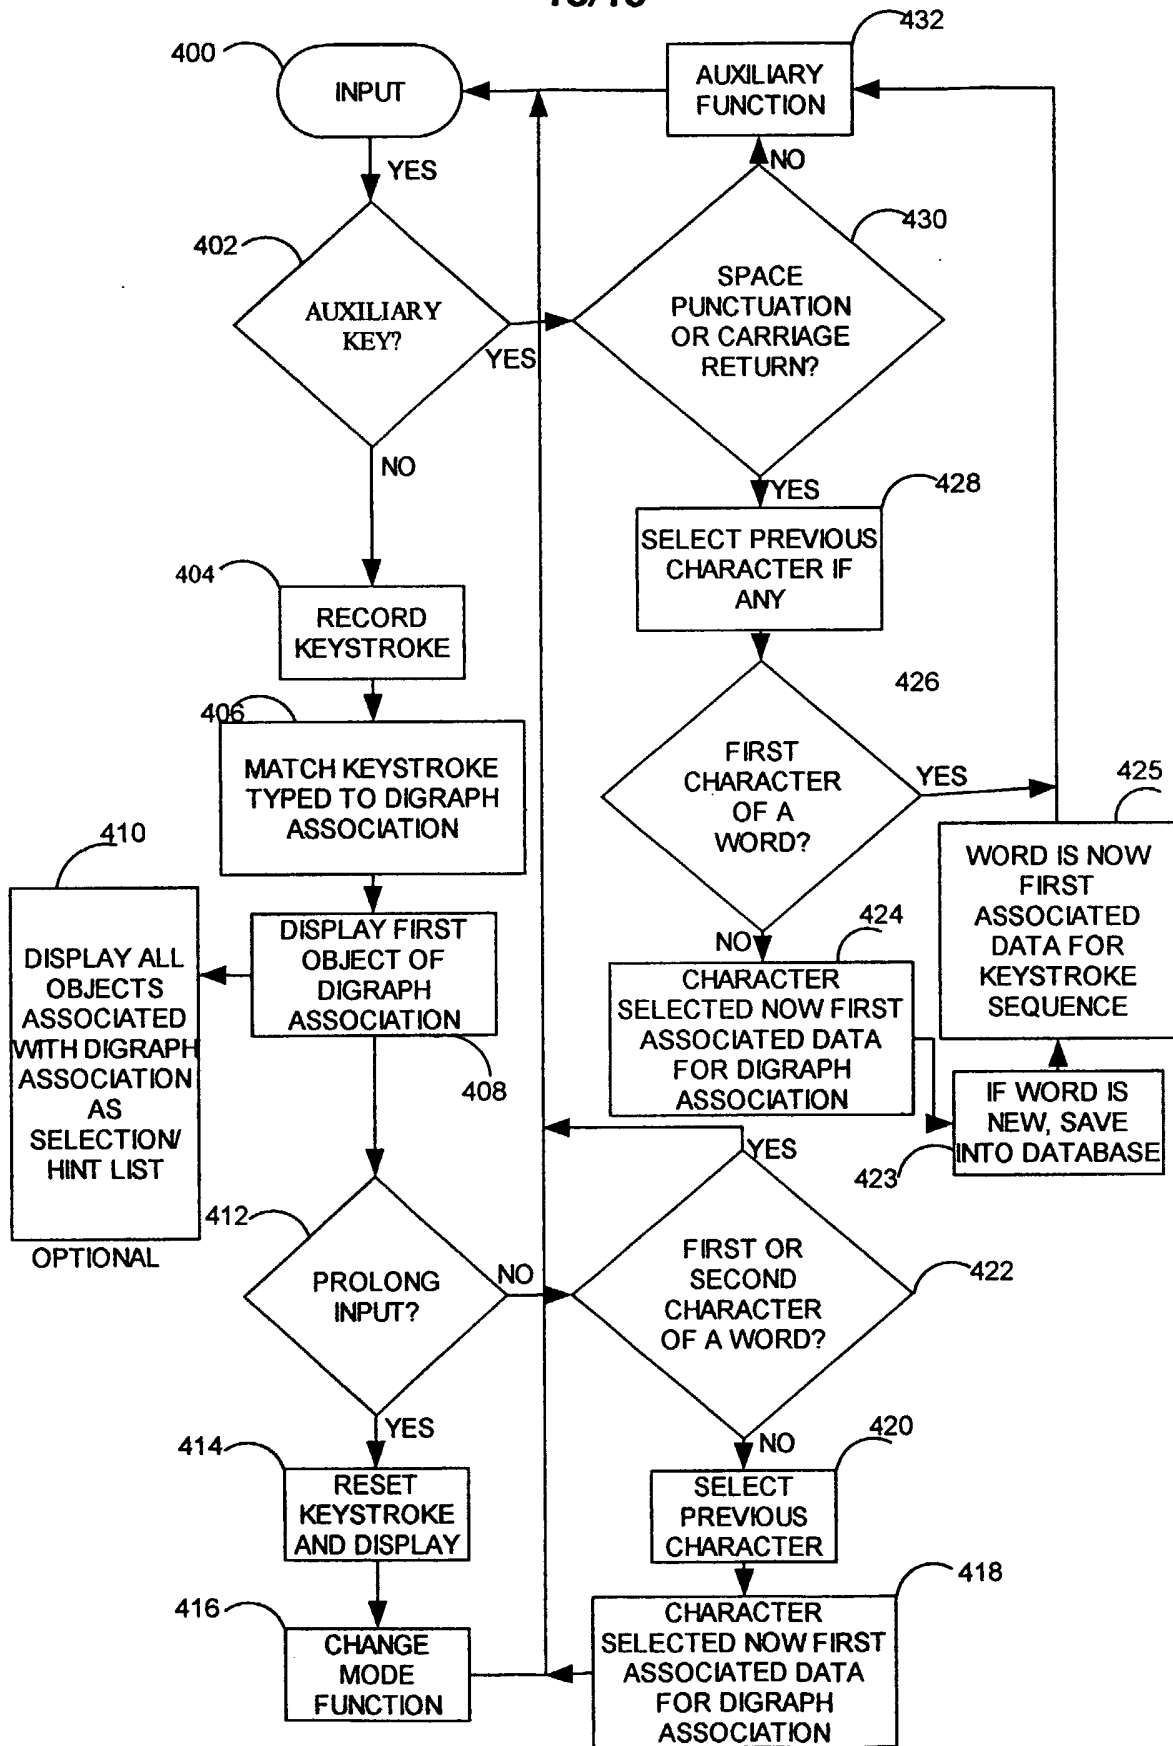 432
400
INPUT
AUXILIARY
FUNCTION
YES
NO
402
430
AUXILIARY
KEY?
YES
SPACE
PUNCTUATION
OR CARRIAGE
RETURN?
NO
YES
428
404
RECORD
KEYSTROKE
SELECT PREVIOUS
CHARACTER IF
ANY
406
426
MATCH KEYSTROKE
TYPED TO DIGRAPH
ASSOCIATION
FIRST
CHARACTER
OF A
WORD?
YES
425
410
WORD IS NOW
FIRST
ASSOCIATED
DATA FOR
KEYSTROKE
SEQUENCE
DISPLAY FIRST
OBJECT OF
DIGRAPH
ASSOCIATION
408
NO
424
DISPLAY ALL
OBJECTS
ASSOCIATED
WITH DIGRAPH
ASSOCIATION
AS
SELECTION/
HINT LIST
OPTIONAL
CHARACTER
SELECTED NOW FIRST
ASSOCIATED DATA
FOR DIGRAPH
ASSOCIATION
IF WORD IS
NEW, SAVE
INTO DATABASE
423
412
PROLONG
INPUT?
NO
YES
FIRST OR
SECOND
CHARACTER
OF A WORD?
422
YES
NO
420
414
RESET
KEYSTROKE
AND DISPLAY
SELECT
PREVIOUS
CHARACTER
418
416
CHANGE
MODE
FUNCTION
CHARACTER
SELECTED NOW FIRST
ASSOCIATED DATA
FOR DIGRAPH
ASSOCIATION